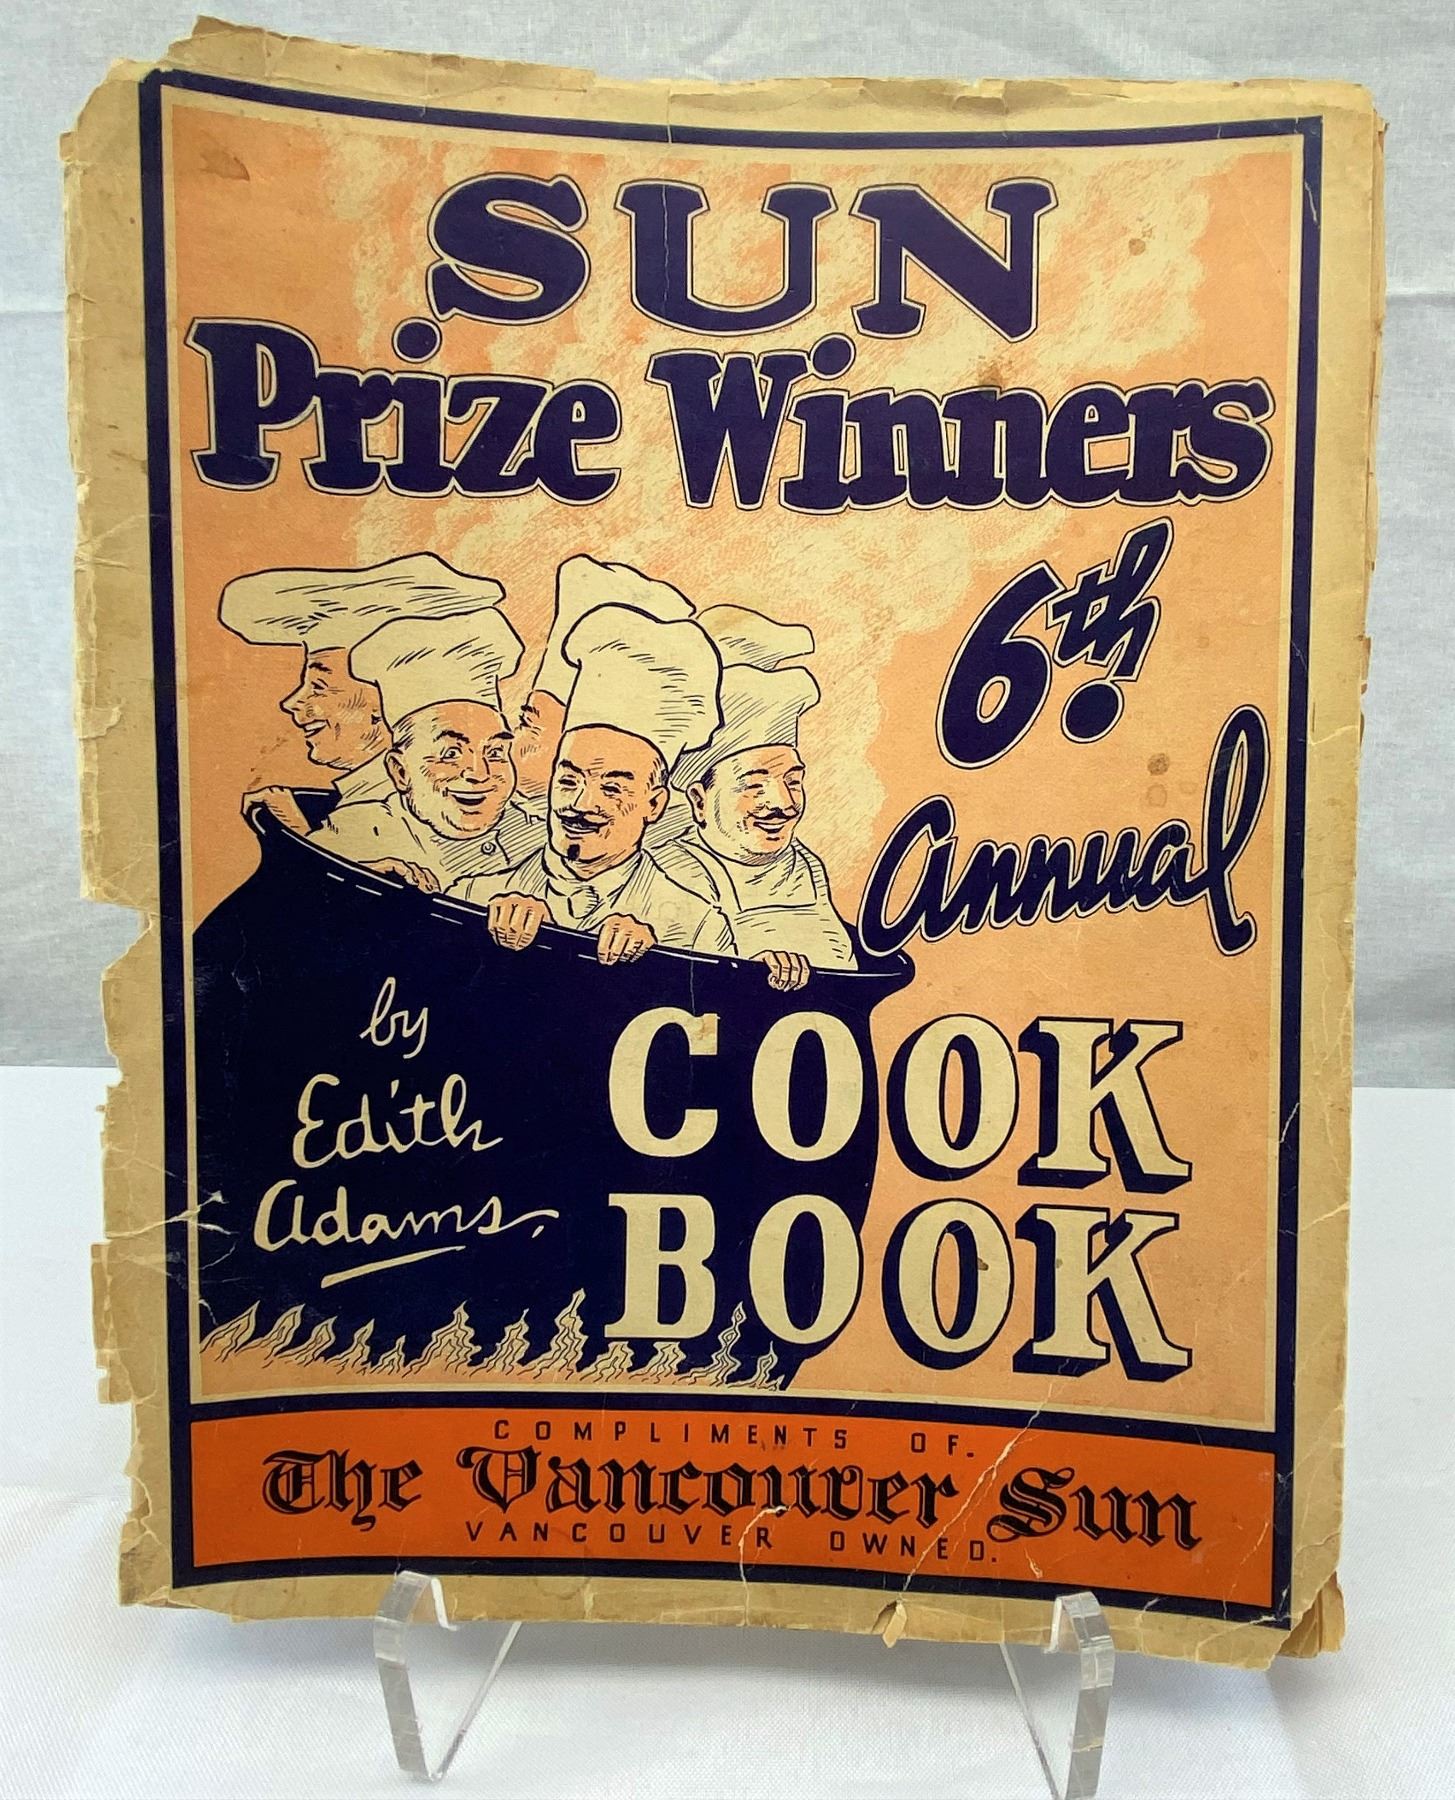 SUN
Prize Winners
6th
annual
by
Edith
Adams.
COOK
BOOK
COMPLIMENTS OF.
The Vancouver Sun
VANCOUVER OWNED.